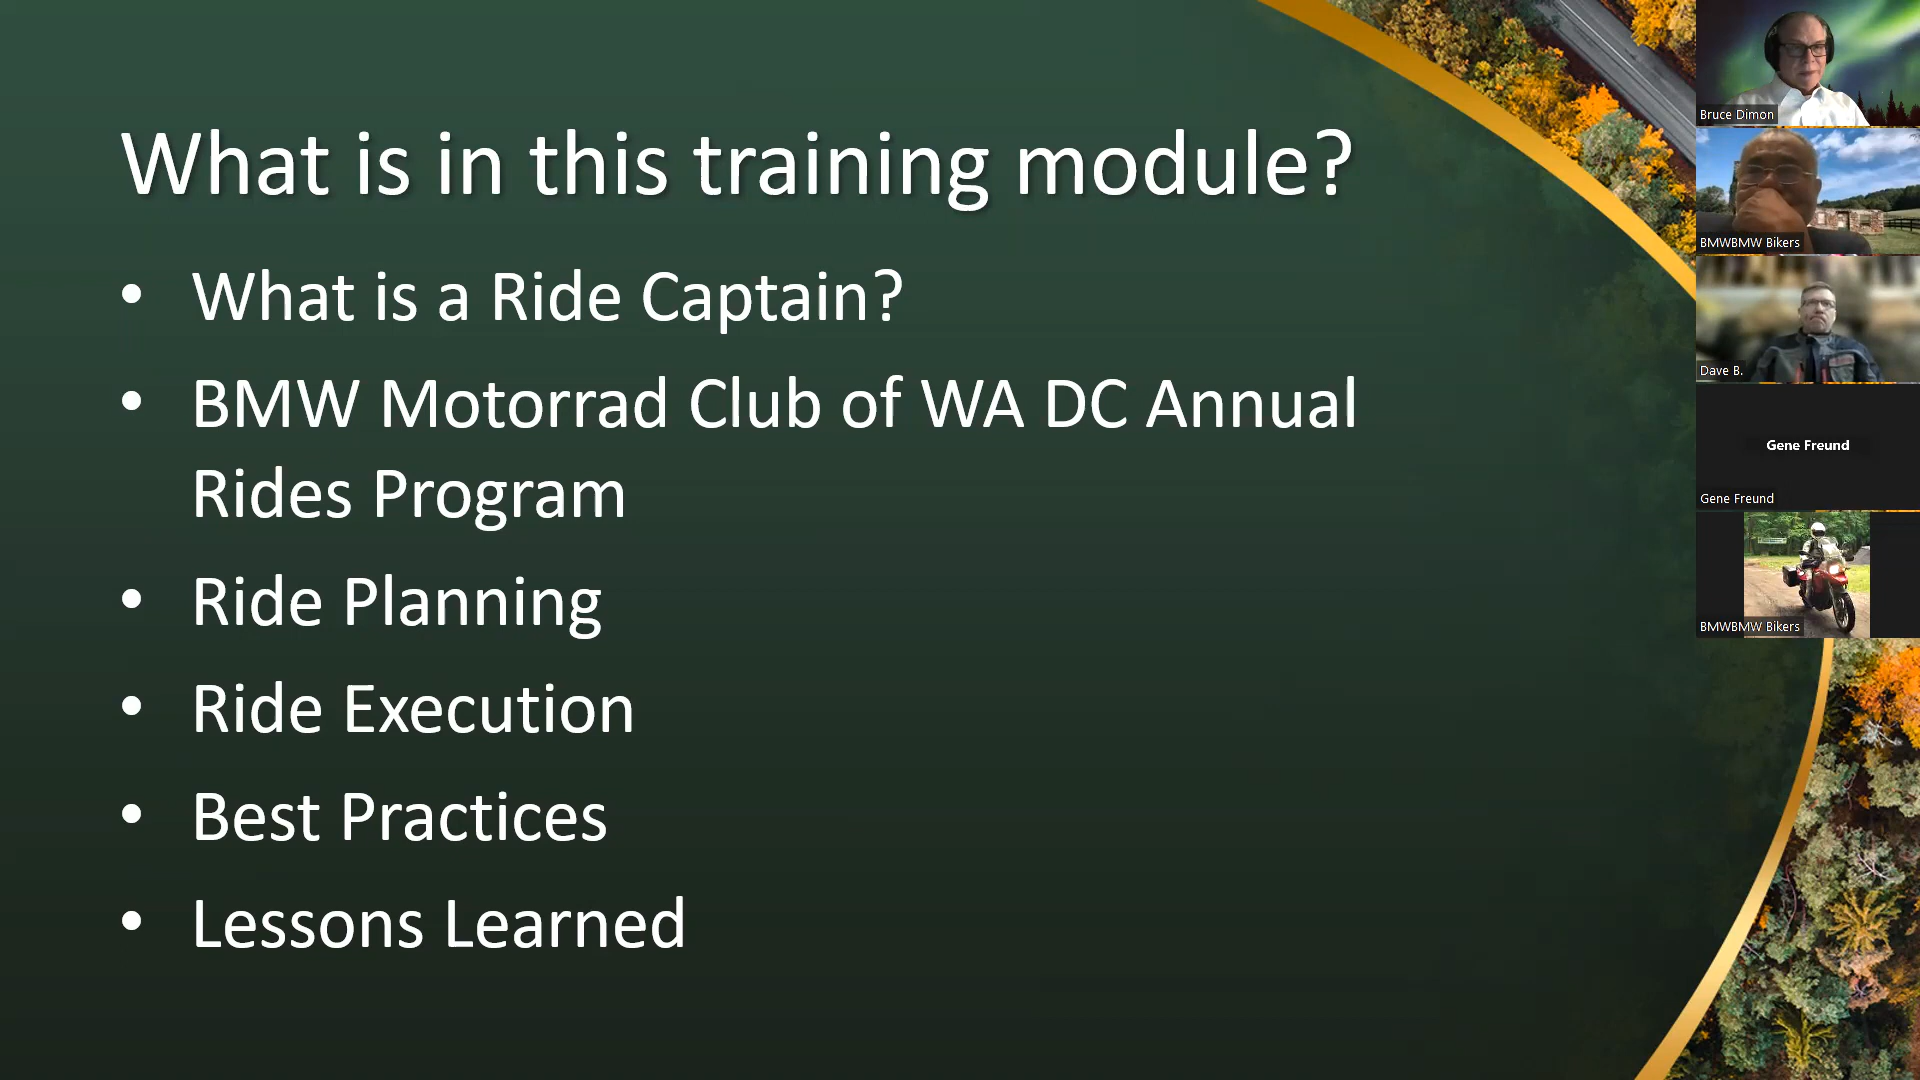 What is in this training module?
• What is a Ride Captain?
• BMW Motorrad Club of WA DC Annual
Rides Program
• Ride Planning
• Ride Execution
• Best Practices
• Lessons Learned
Bruce Dimon
BMWBMW Bikers
Dave B.
Gene Freund
Gene Freund
BMWBMW Bikers